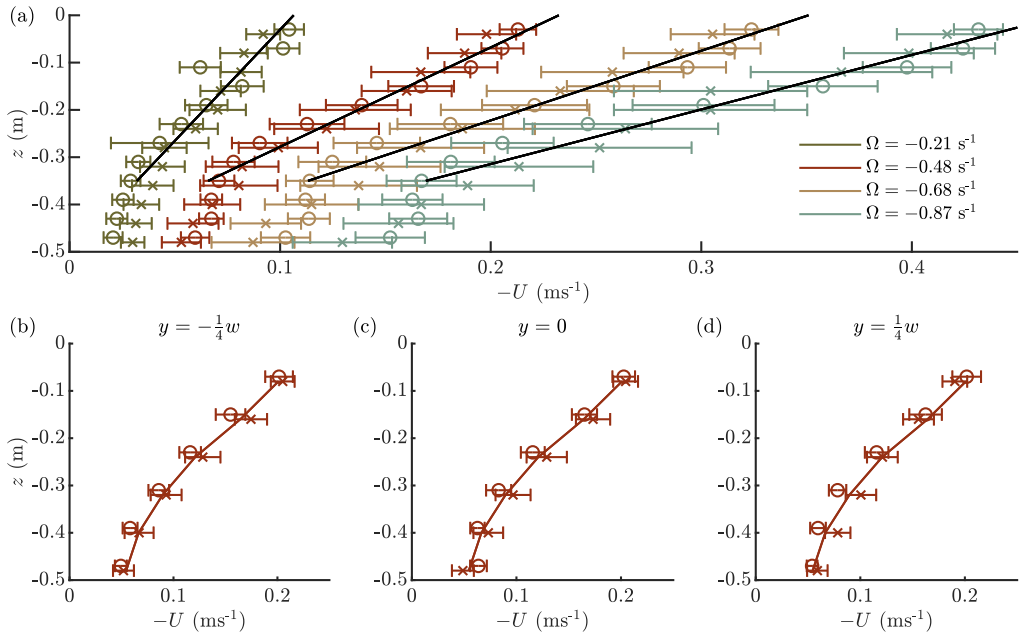 (a)
0
-0.1
-0.2
-0.3
-0.4
-0.5
z (m)
Ω = −0.21 s⁻¹
Ω = −0.48 s⁻¹
Ω = −0.68 s⁻¹
Ω = −0.87 s⁻¹
0 0.1 0.2 0.3 0.4
−U (ms⁻¹)
(b) y = −¼w
0
-0.1
-0.2
-0.3
-0.4
-0.5
z (m)
0 0.1 0.2
−U (ms⁻¹)
(c) y = 0
0
-0.1
-0.2
-0.3
-0.4
-0.5
0 0.1 0.2
−U (ms⁻¹)
(d) y = ¼w
0
-0.1
-0.2
-0.3
-0.4
-0.5
0 0.1 0.2
−U (ms⁻¹)